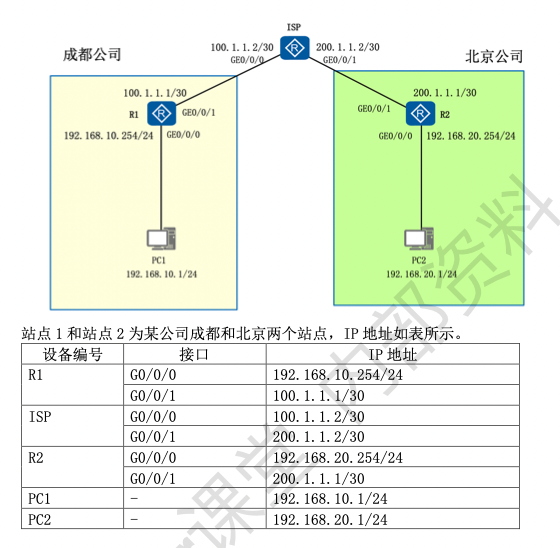 ISP
成都公司
100.1.1.2/30
200.1.1.2/30
GE0/0/0
GE0/0/1
北京公司
100.1.1.1/30
R1
GE0/0/1
192.168.10.254/24
GE0/0/0
PC1
192.168.10.1/24
200.1.1.1/30
GE0/0/1
R2
GE0/0/0
192.168.20.254/24
PC2
192.168.20.1/24
站点 1 和站点 2 为某公司成都和北京两个站点，IP 地址如表所示。
设备编号 接口 IP 地址
R1 G0/0/0 192.168.10.254/24
G0/0/1 100.1.1.1/30
ISP G0/0/0 100.1.1.2/30
G0/0/1 200.1.1.2/30
R2 G0/0/0 192.168.20.254/24
G0/0/1 200.1.1.1/30
PC1 - 192.168.10.1/24
PC2 - 192.168.20.1/24
课堂 内部资料